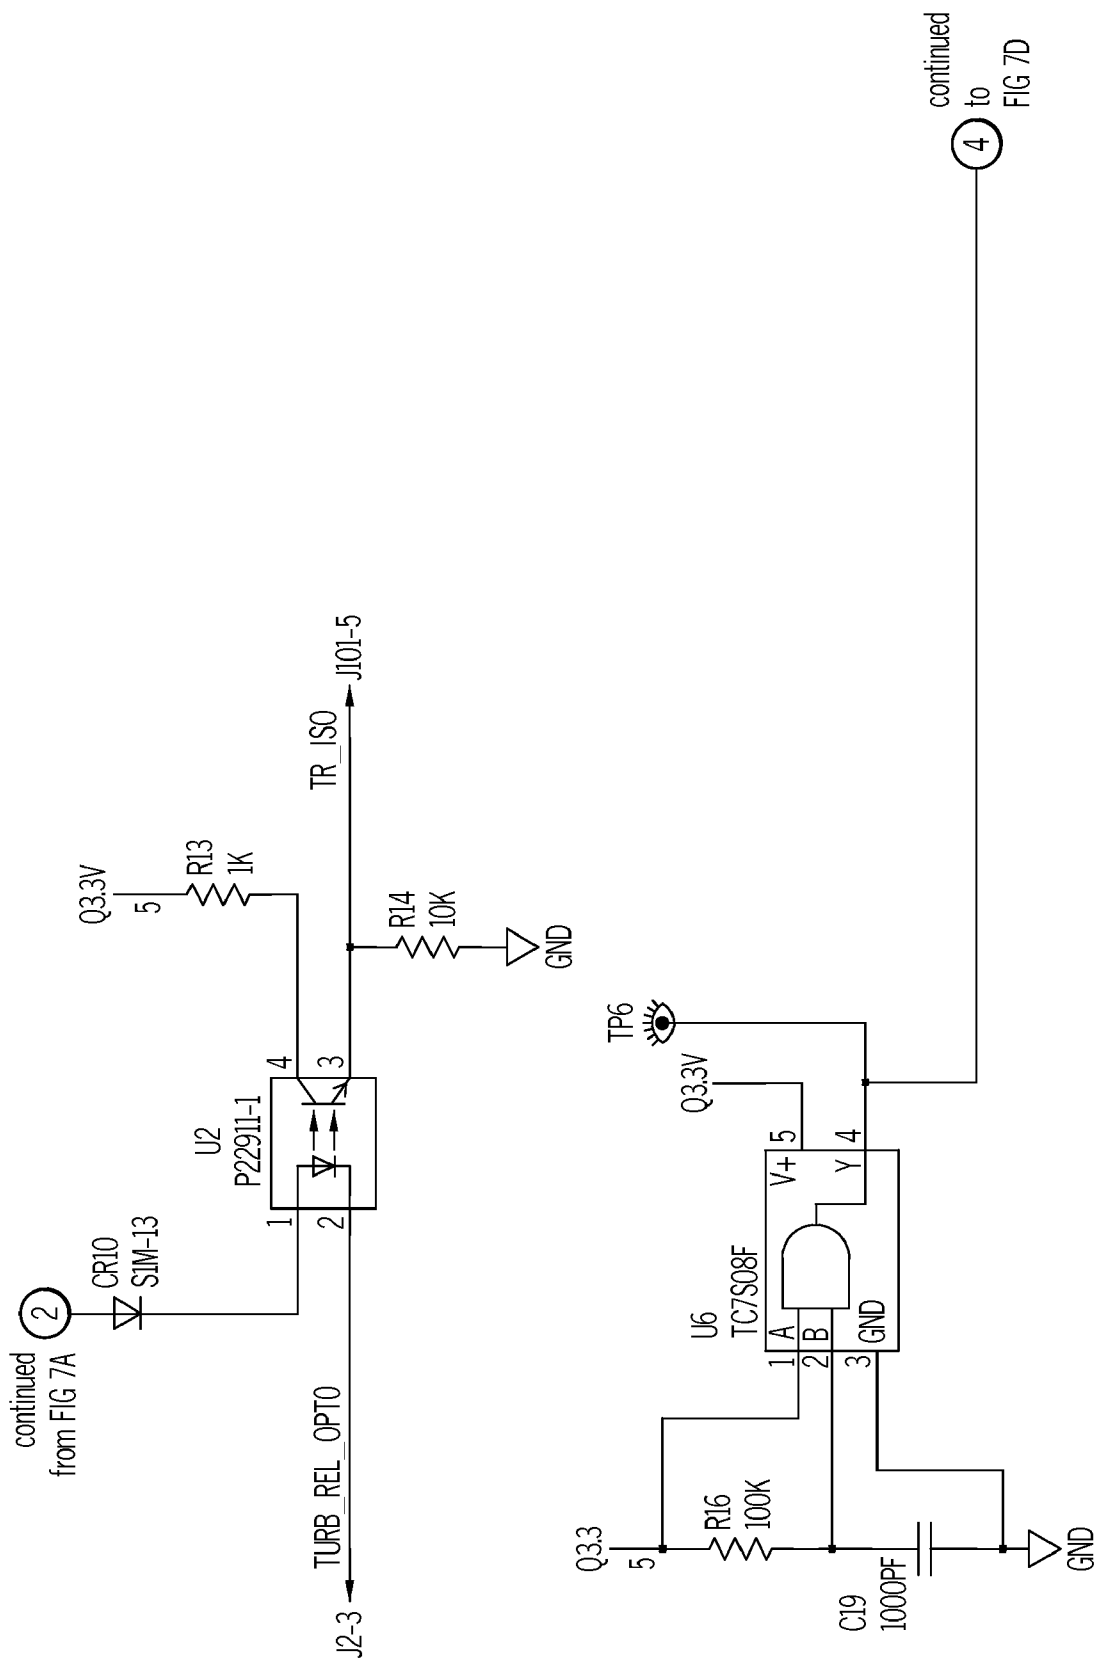 continued
from FIG 7A
2
CR10
S1M-13
U2
P22911-1
1
2
4
3
Q3.3V
5
R13
1K
TR_ISO
J101-5
R14
10K
GND
TURB_REL_OPTO
J2-3
Q3.3
5
R16
100K
C19
1000PF
GND
U6
TC7S08F
1
A
2
B
3
GND
V+
5
Y
4
Q3.3V
TP6
4
continued
to
FIG 7D